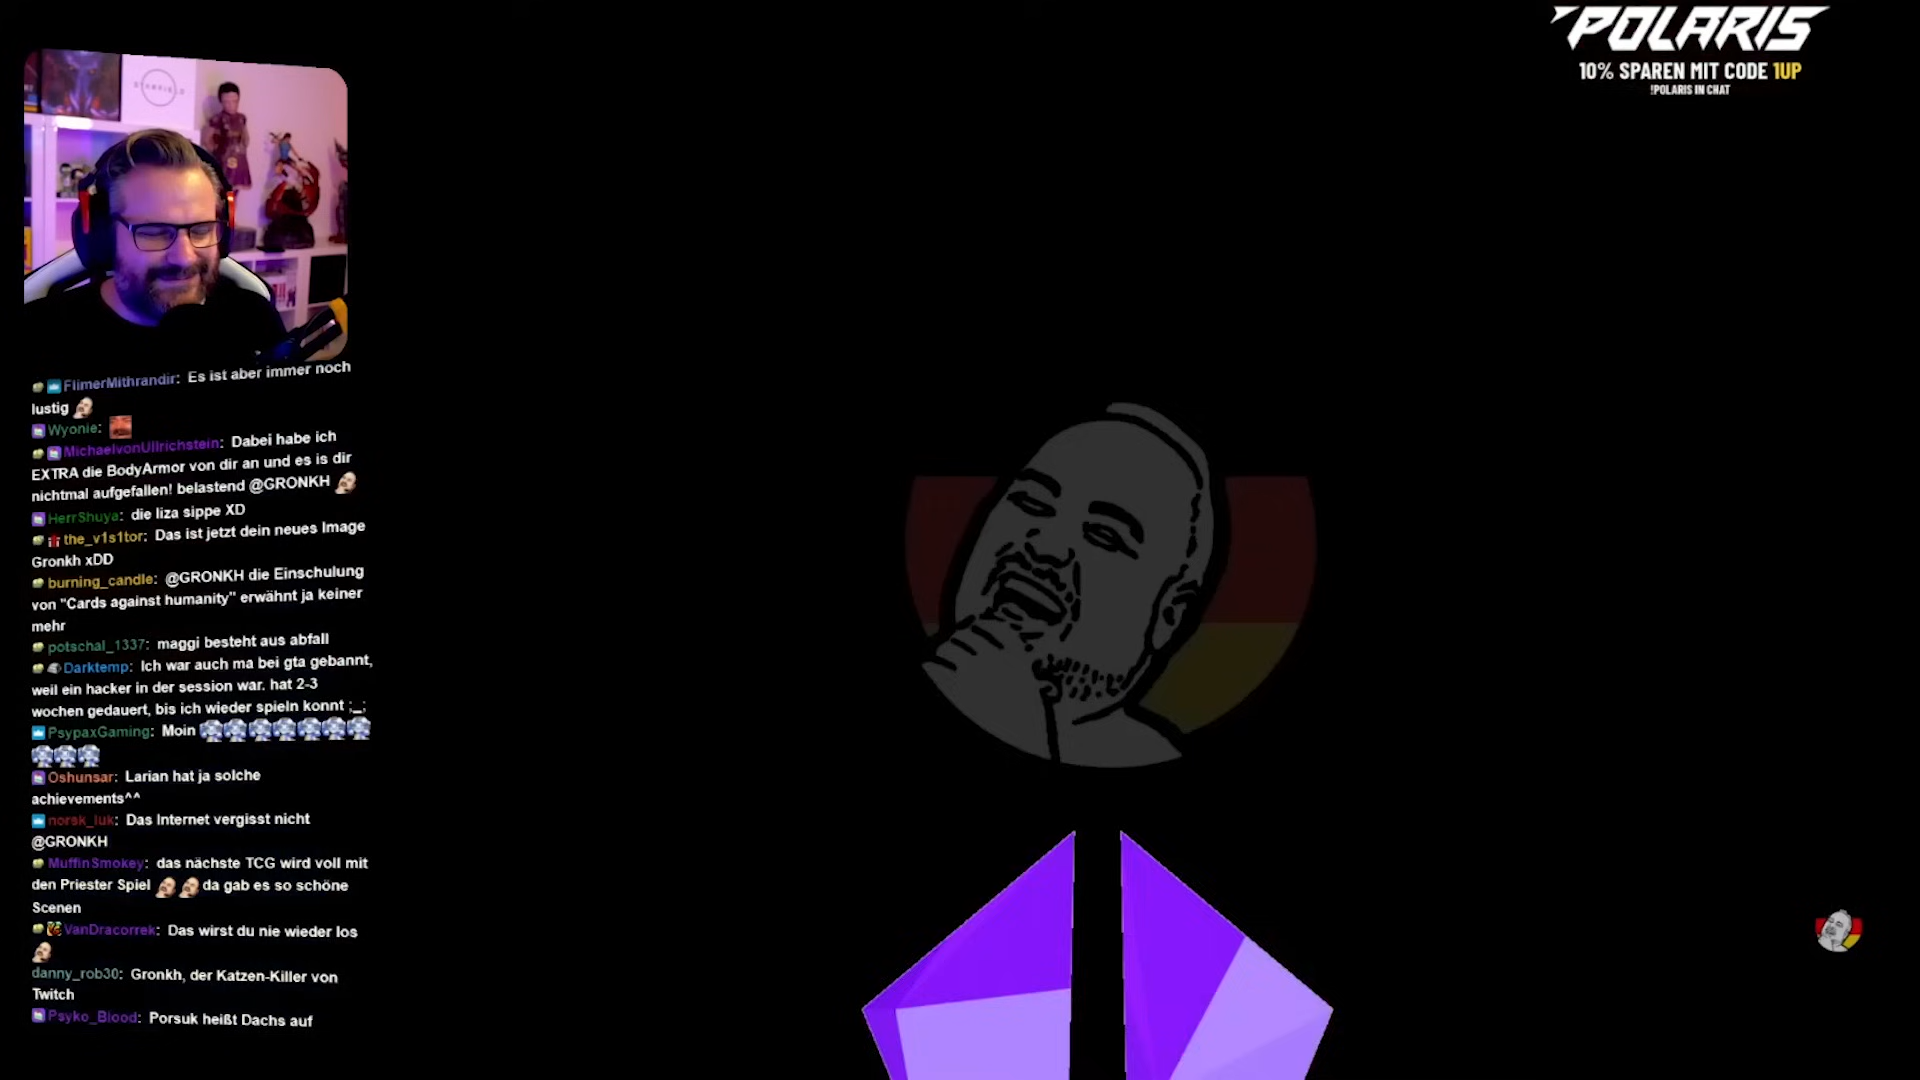 POLARIS
10% SPAREN MIT CODE 1UP
!POLARIS IN CHAT
STARFIELD
FlimerMithrandir: Es ist aber immer noch
lustig
Wyonie:
MichaelvonUllrichstein: Dabei habe ich
EXTRA die BodyArmor von dir an und es is dir
nichtmal aufgefallen! belastend @GRONKH
HerrShuya: die liza sippe XD
the_v1s1tor: Das ist jetzt dein neues Image
Gronkh xDD
burning_candle: @GRONKH die Einschulung
von "Cards against humanity" erwähnt ja keiner
mehr
potschal_1337: maggi besteht aus abfall
Darktemp: Ich war auch ma bei gta gebannt,
weil ein hacker in der session war. hat 2-3
wochen gedauert, bis ich wieder spieln konnt ;_;
PsypaxGaming: Moin
Oshunsar: Larian hat ja solche
achievements^^
norsk_luk: Das Internet vergisst nicht
@GRONKH
MuffinSmokey: das nächste TCG wird voll mit
den Priester Spiel da gab es so schöne
Scenen
VanDracorrek: Das wirst du nie wieder los
danny_rob30: Gronkh, der Katzen-Killer von
Twitch
Psyko_Blood: Porsuk heißt Dachs auf